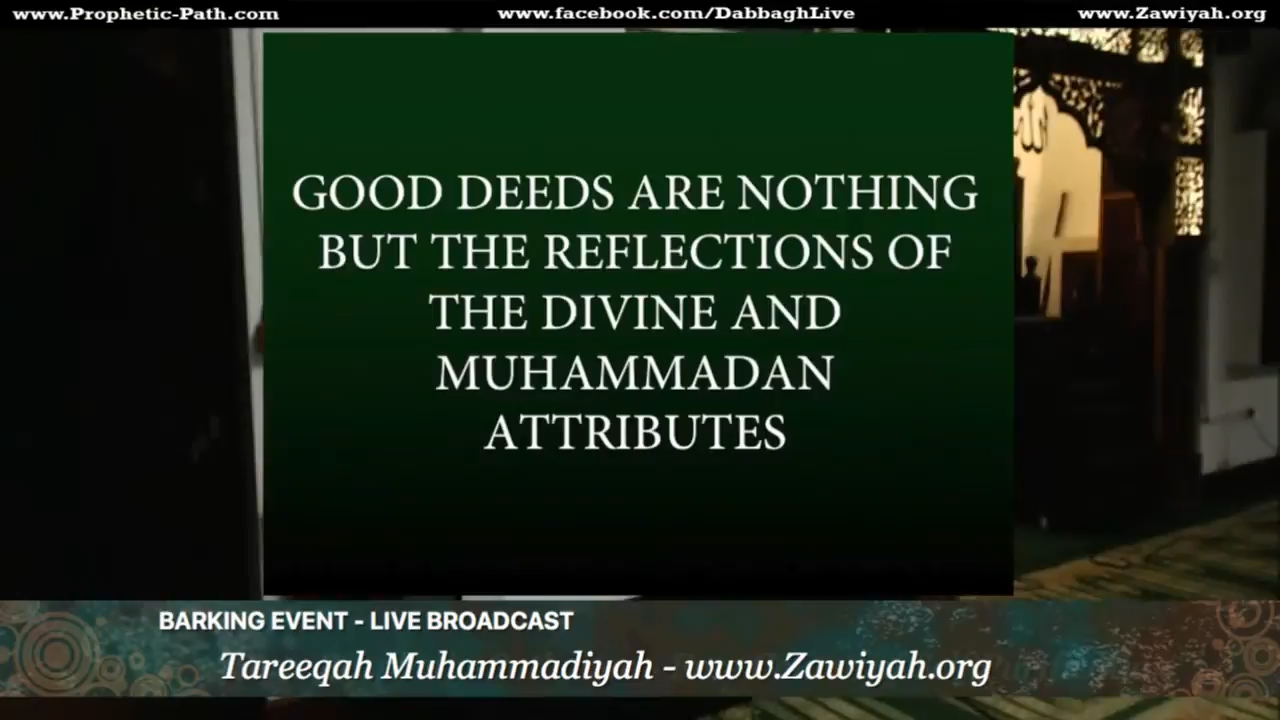 www.Prophetic-Path.com
www.facebook.com/DabbaghLive
www.Zawiyah.org
GOOD DEEDS ARE NOTHING
BUT THE REFLECTIONS OF
THE DIVINE AND
MUHAMMADAN
ATTRIBUTES
الله
BARKING EVENT - LIVE BROADCAST
Tareeqah Muhammadiyah - www.Zawiyah.org